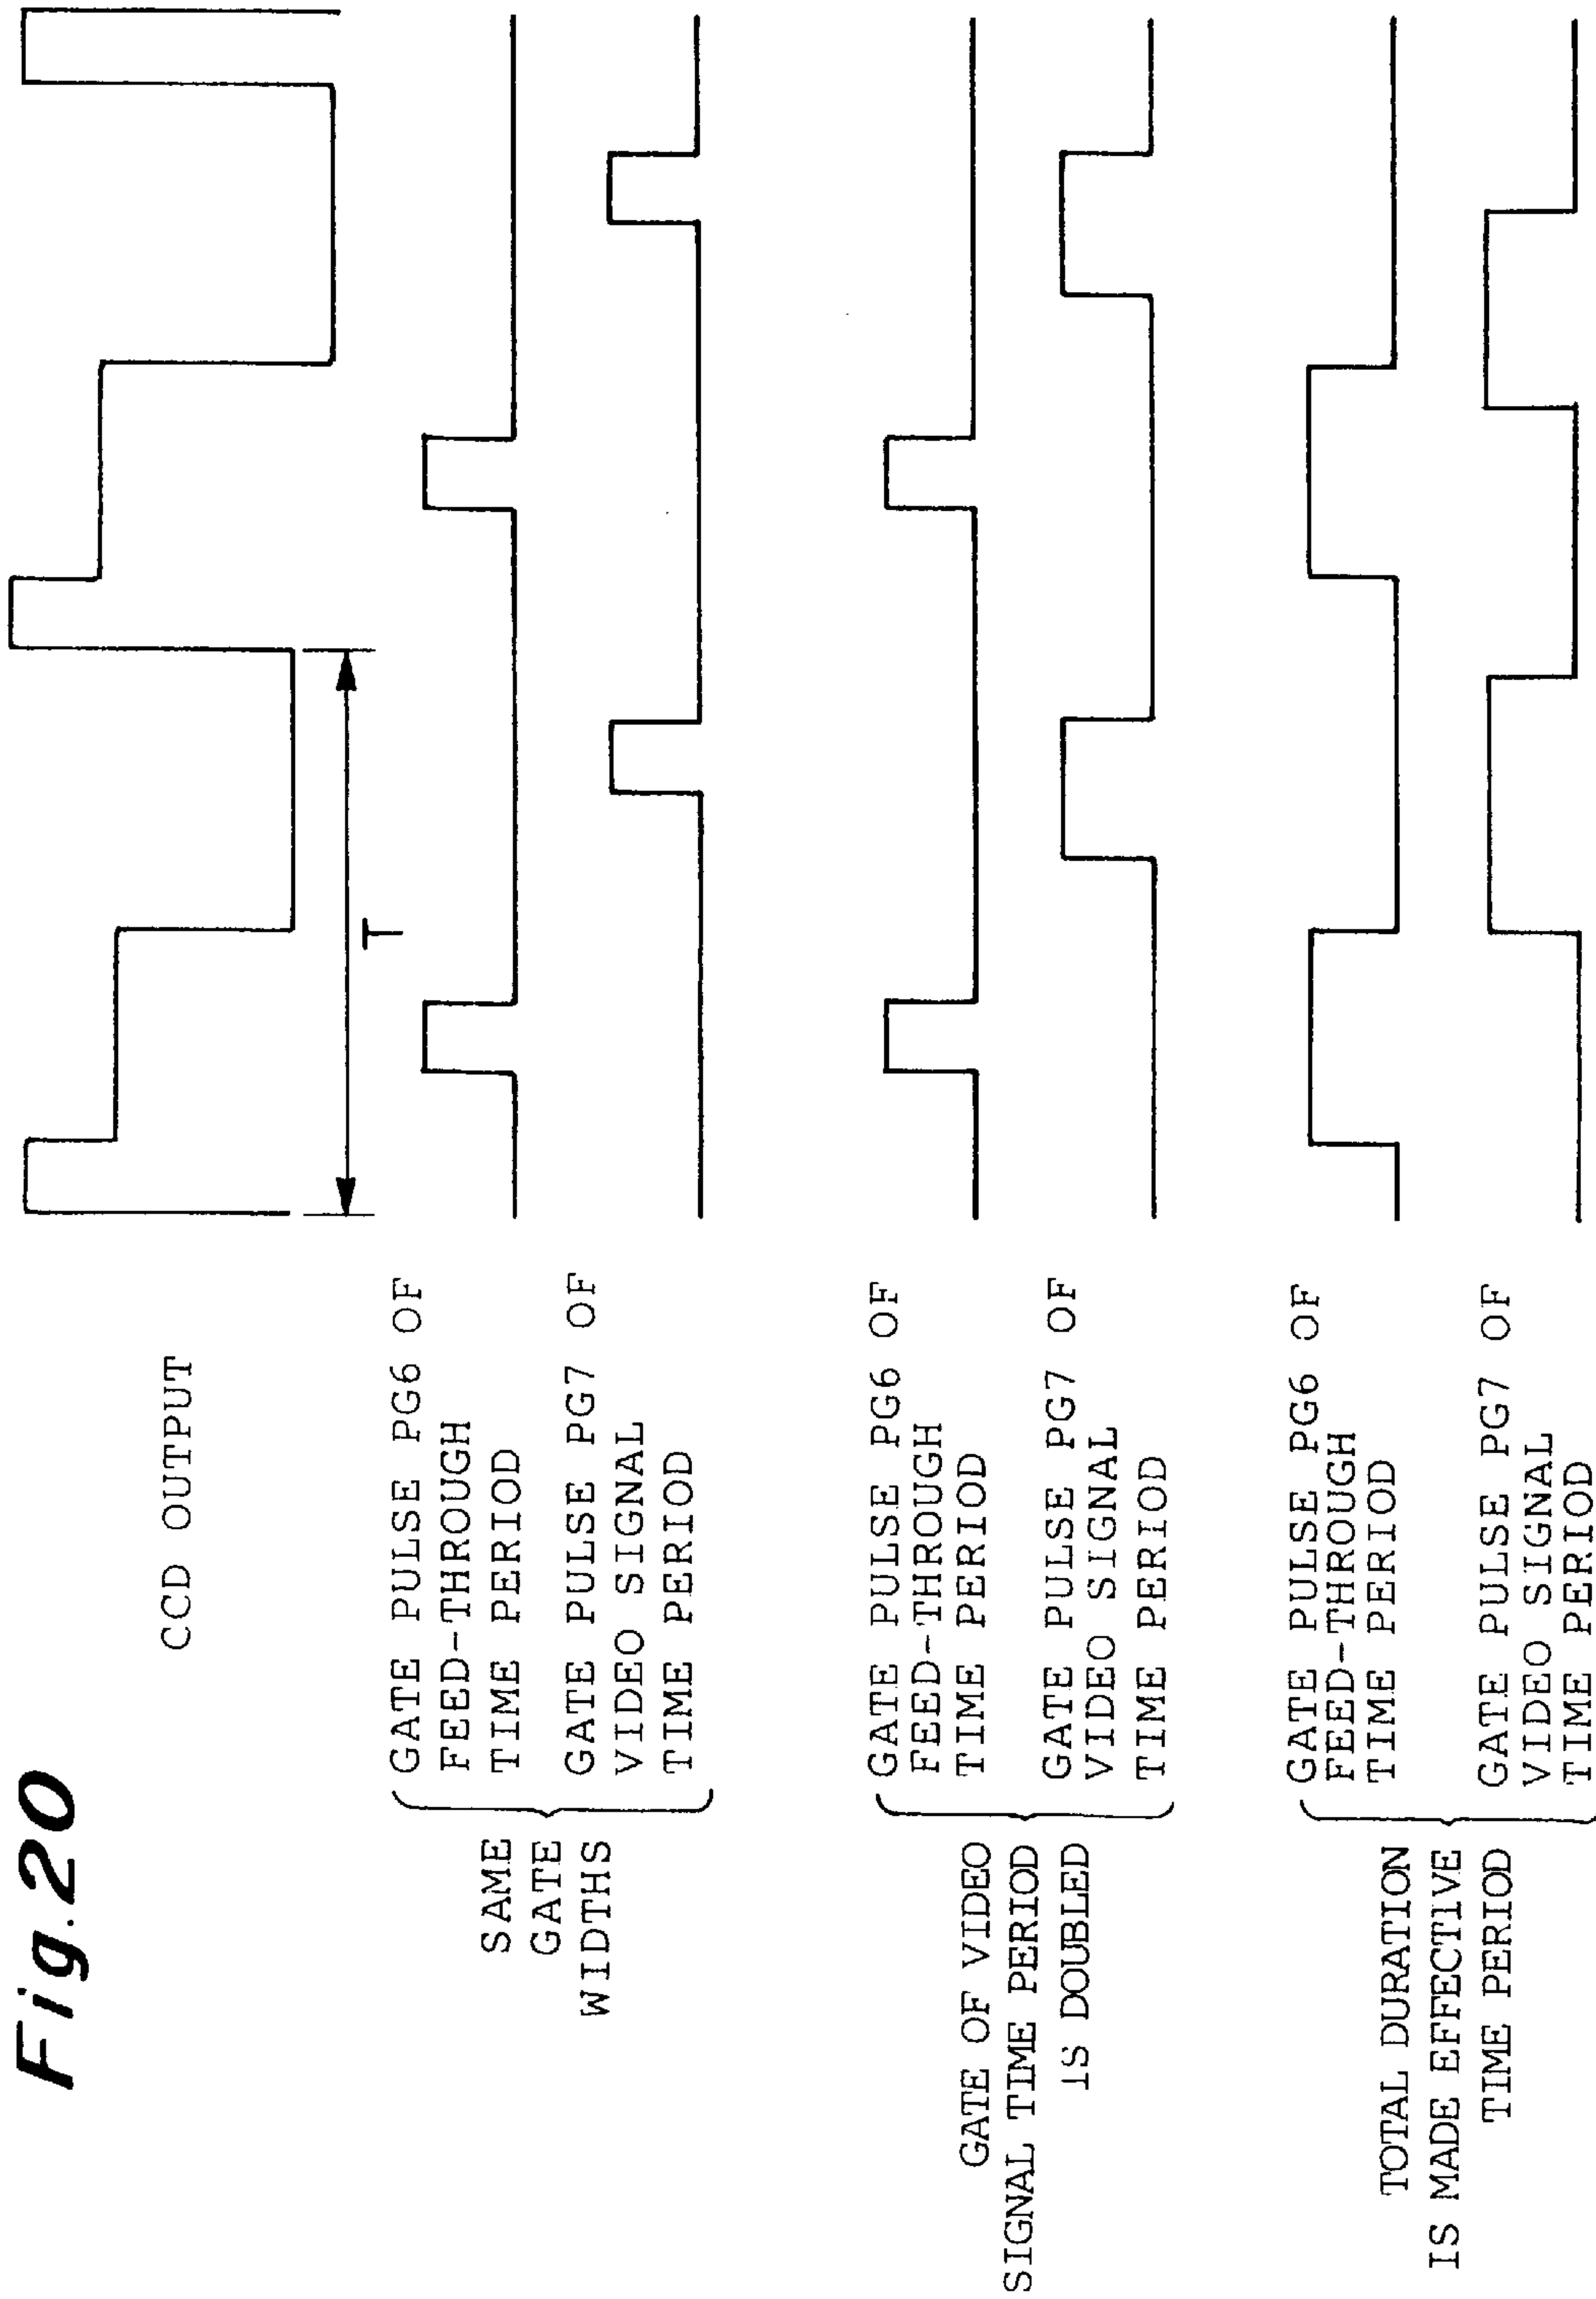 Fig.20
CCD OUTPUT
T
SAME
GATE
WIDTHS
GATE PULSE PG6 OF
FEED-THROUGH
TIME PERIOD
GATE PULSE PG7 OF
VIDEO SIGNAL
TIME PERIOD
GATE OF VIDEO
SIGNAL TIME PERIOD
IS DOUBLED
GATE PULSE PG6 OF
FEED-THROUGH
TIME PERIOD
GATE PULSE PG7 OF
VIDEO SIGNAL
TIME PERIOD
TOTAL DURATION
IS MADE EFFECTIVE
TIME PERIOD
GATE PULSE PG6 OF
FEED-THROUGH
TIME PERIOD
GATE PULSE PG7 OF
VIDEO SIGNAL
TIME PERIOD